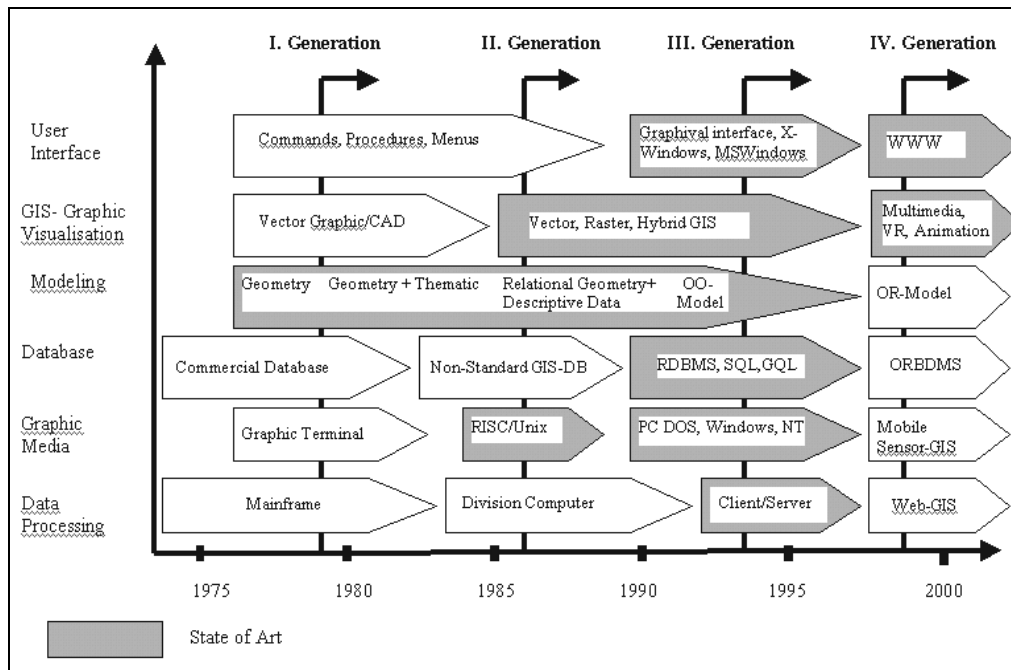 I. Generation
II. Generation
III. Generation
IV. Generation
User
Interface
Commands, Procedures, Menus
Graphival interface, X-
Windows, MSWindows
WWW
GIS- Graphic
Visualisation
Vector Graphic/CAD
Vector, Raster, Hybrid GIS
Multimedia,
VR, Animation
Modeling
Geometry
Geometry + Thematic
Relational Geometry+
Descriptive Data
OO-
Model
OR-Model
Database
Commercial Database
Non-Standard GIS-DB
RDBMS, SQL,GQL
ORBDMS
Graphic
Media
Graphic Terminal
RISC/Unix
PC DOS, Windows, NT
Mobile
Sensor-GIS
Data
Processing
Mainframe
Division Computer
Client/Server
Web-GIS
1975
1980
1985
1990
1995
2000
State of Art